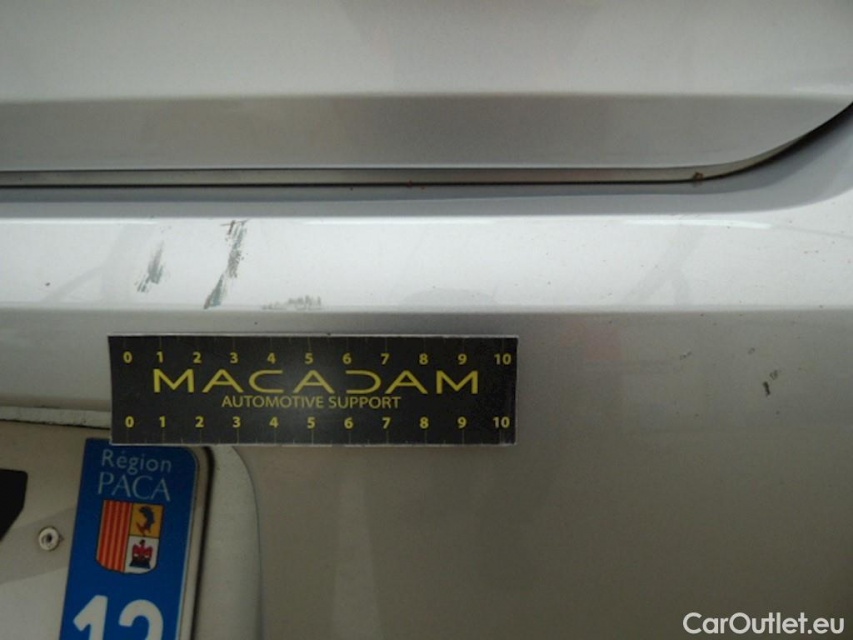 0 1 2 3 4 5 6 7 8 9 10
MACADAM
AUTOMOTIVE SUPPORT
0 1 2 3 4 5 6 7 8 9 10
Région
PACA
12
CarOutlet.eu